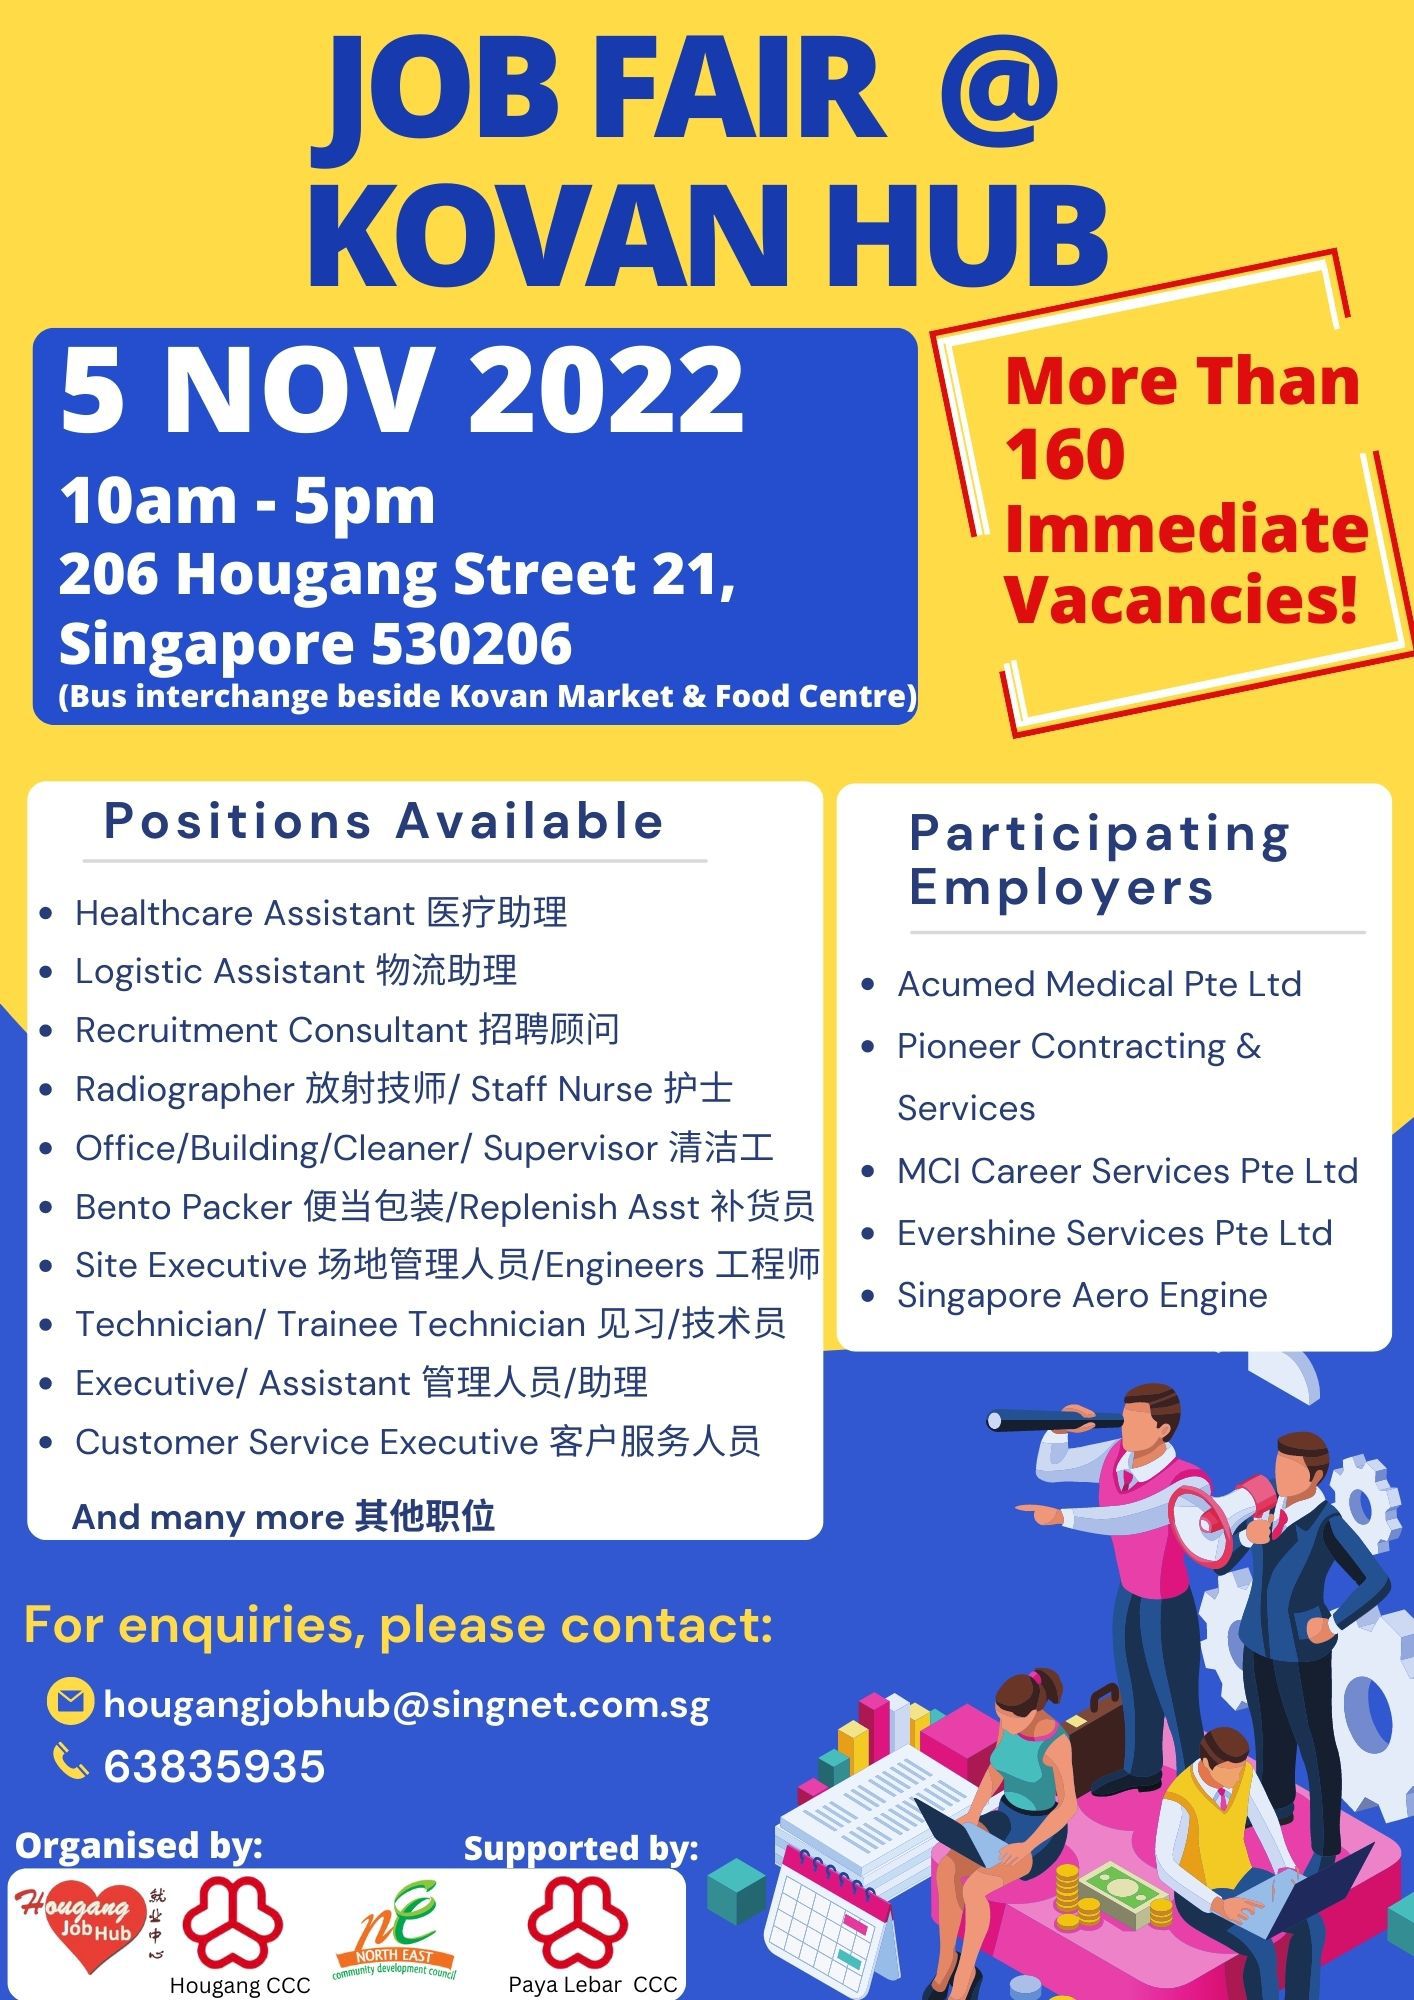 JOB FAIR @
KOVAN HUB
5 NOV 2022
10am - 5pm
206 Hougang Street 21,
Singapore 530206
(Bus interchange beside Kovan Market & Food Centre)
More Than
160
Immediate
Vacancies!
Positions Available
• Healthcare Assistant 医疗助理
• Logistic Assistant 物流助理
• Recruitment Consultant 招聘顾问
• Radiographer 放射技师/ Staff Nurse 护士
• Office/Building/Cleaner/ Supervisor 清洁工
• Bento Packer 便当包装/Replenish Asst 补货员
• Site Executive 场地管理人员/Engineers 工程师
• Technician/ Trainee Technician 见习/技术员
• Executive/ Assistant 管理人员/助理
• Customer Service Executive 客户服务人员
And many more 其他职位
Participating
Employers
• Acumed Medical Pte Ltd
• Pioneer Contracting &
Services
• MCI Career Services Pte Ltd
• Evershine Services Pte Ltd
• Singapore Aero Engine
For enquiries, please contact:
hougangjobhub@singnet.com.sg
63835935
Organised by:
Hougang
Job
Hub
就业中心
Hougang CCC
ne
NORTH EAST
community development council
Supported by:
Paya Lebar CCC